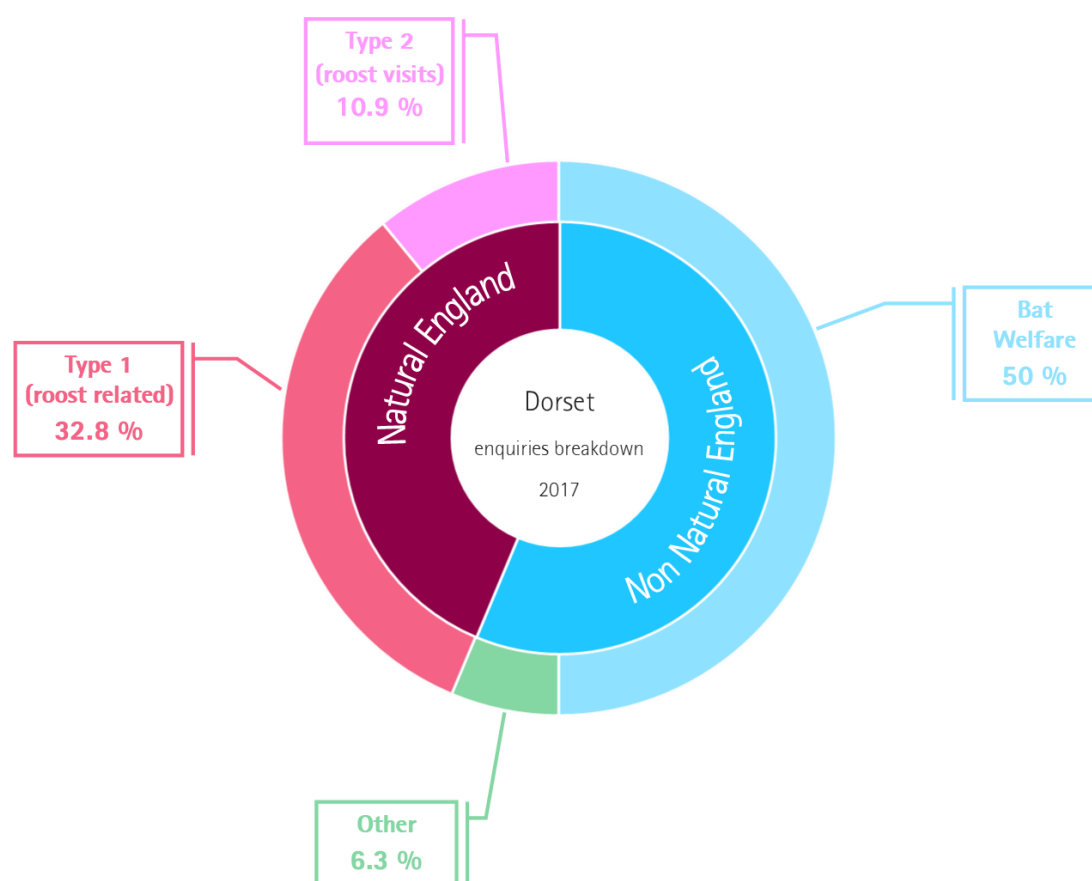 Type 2
(roost visits)
10.9 %
Natural England
Bat
Welfare
50 %
Type 1
(roost related)
32.8 %
Dorset
enquiries breakdown
2017
Non Natural England
Other
6.3 %